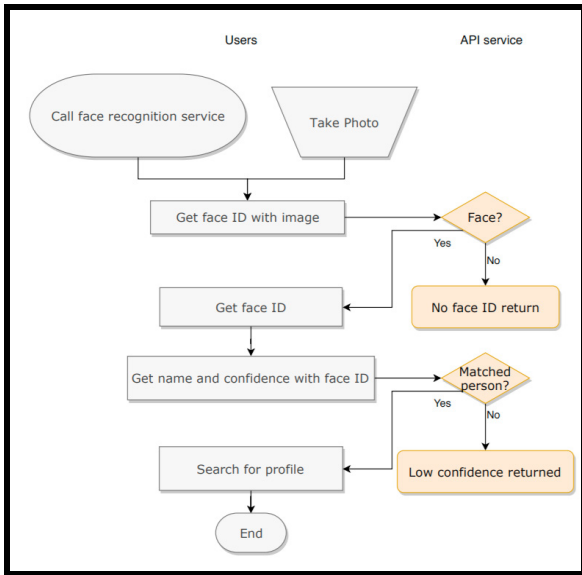 Users
API service
Call face recognition service
Take Photo
Get face ID with image
Face?
Yes
No
Get face ID
No face ID return
Get name and confidence with face ID
Matched
person?
Yes
No
Search for profile
Low confidence returned
End